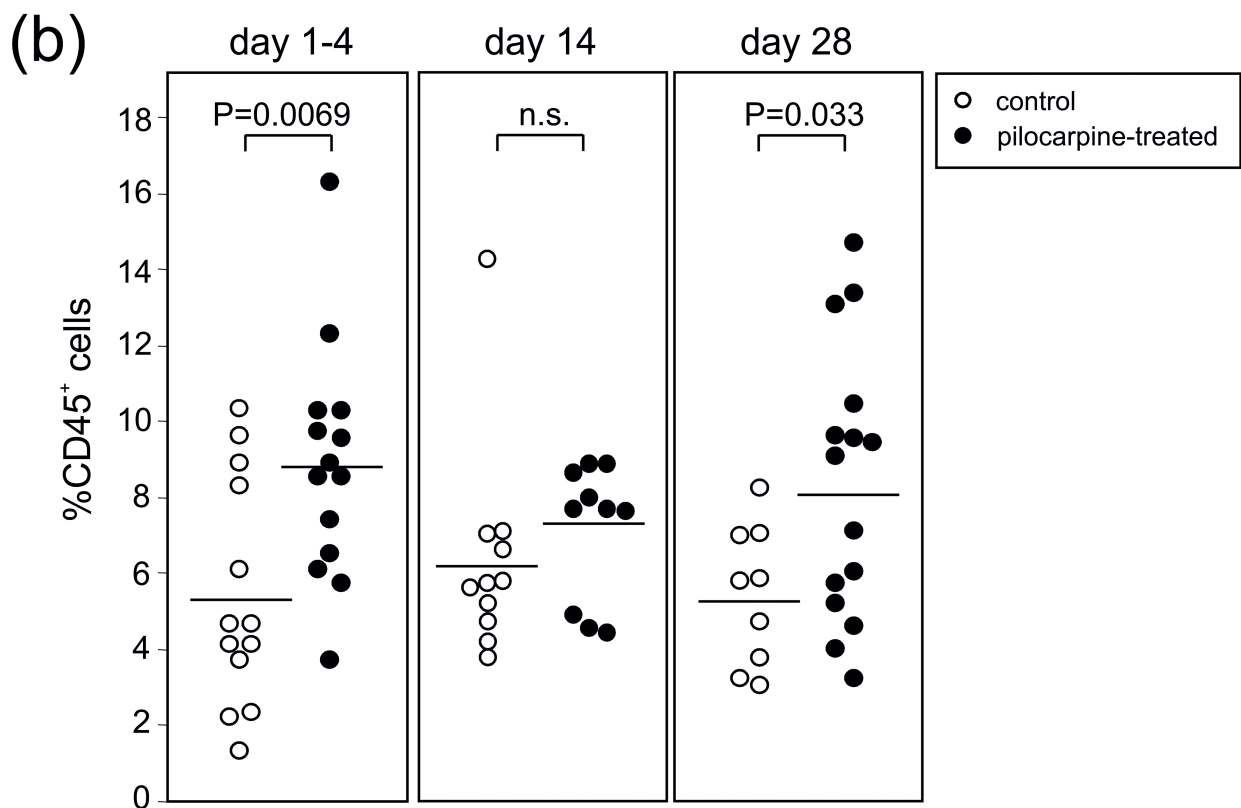 (b)
day 1-4
day 14
day 28
P=0.0069
n.s.
P=0.033
control
pilocarpine-treated
%CD45⁺ cells
18
16
14
12
10
8
6
4
2
0